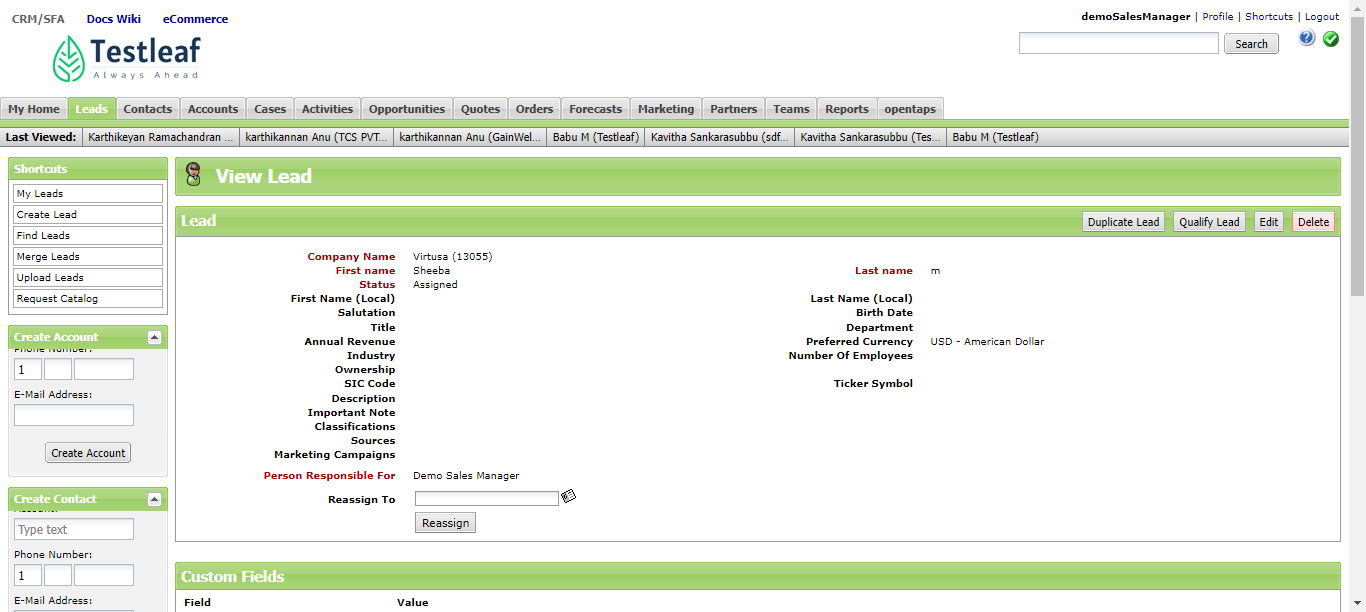 CRM/SFA Docs Wiki eCommerce
demoSalesManager | Profile | Shortcuts | Logout
Testleaf
Always Ahead
Search
?
My Home Leads Contacts Accounts Cases Activities Opportunities Quotes Orders Forecasts Marketing Partners Teams Reports opentaps
Last Viewed: Karthikeyan Ramachandran ... karthikannan Anu (TCS PVT... karthikannan Anu (GainWel... Babu M (Testleaf) Kavitha Sankarasubbu (sdf... Kavitha Sankarasubbu (Tes... Babu M (Testleaf)
Shortcuts
My Leads
Create Lead
Find Leads
Merge Leads
Upload Leads
Request Catalog
Create Account
Phone Number:
1
E-Mail Address:
Create Account
Create Contact
Type text
Phone Number:
1
E-Mail Address:
View Lead
Lead
Duplicate Lead Qualify Lead Edit Delete
Company Name Virtusa (13055)
First name Sheeba Last name m
Status Assigned
First Name (Local) Last Name (Local)
Salutation Birth Date
Title Department
Annual Revenue Preferred Currency USD - American Dollar
Industry Number Of Employees
Ownership
SIC Code Ticker Symbol
Description
Important Note
Classifications
Sources
Marketing Campaigns
Person Responsible For Demo Sales Manager
Reassign To
Reassign
Custom Fields
Field Value